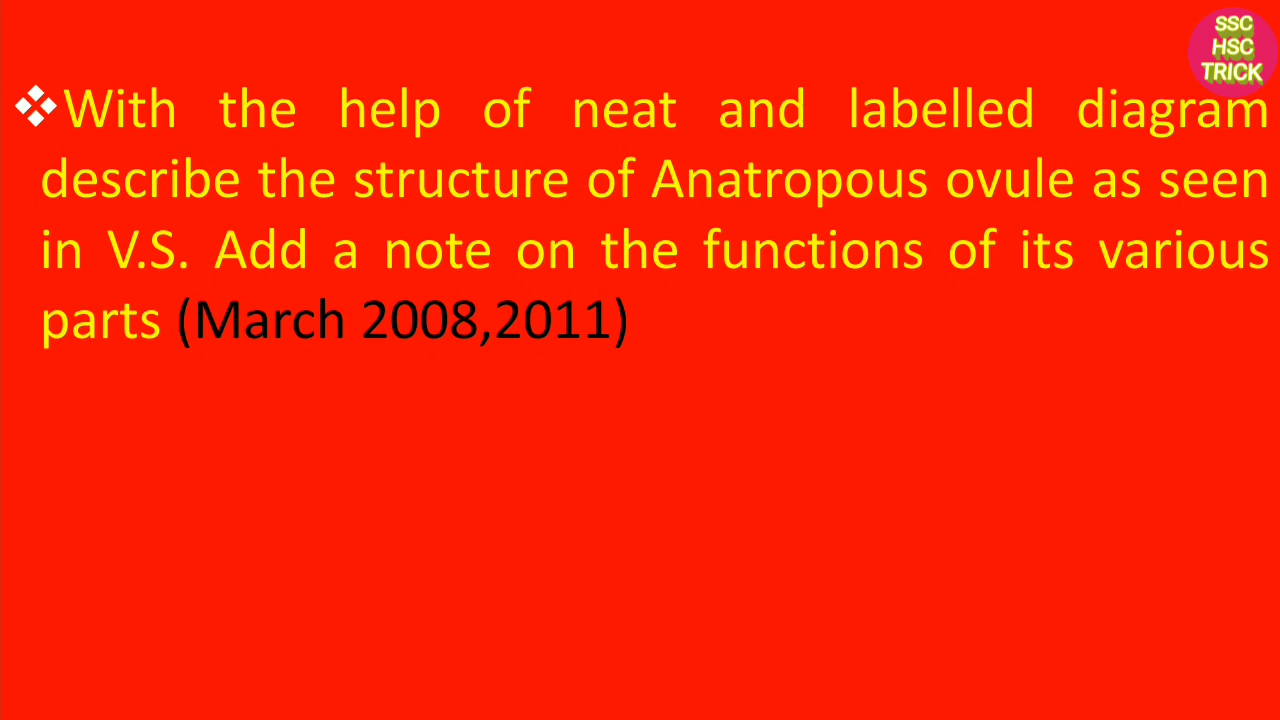 SSC
HSC
TRICK
❖With the help of neat and labelled diagram
describe the structure of Anatropous ovule as seen
in V.S. Add a note on the functions of its various
parts (March 2008,2011)